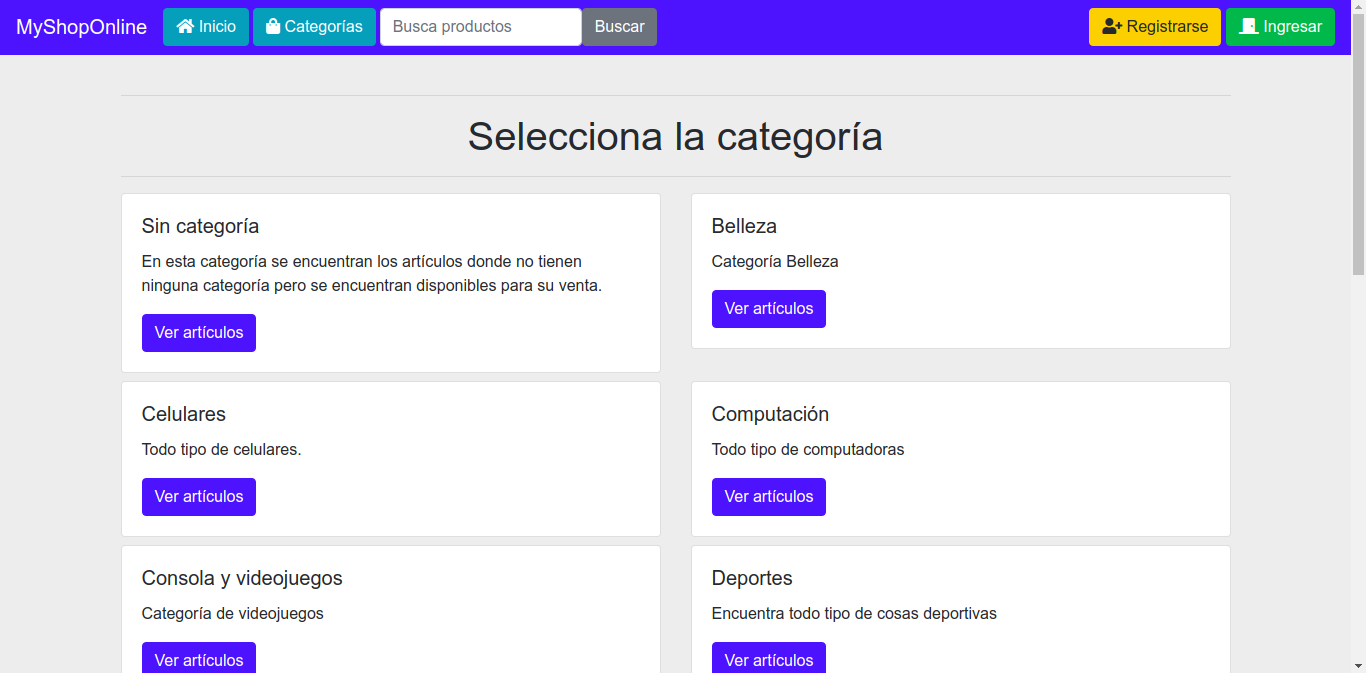 MyShopOnline Inicio Categorías Busca productos Buscar Registrarse Ingresar
Selecciona la categoría
Sin categoría
En esta categoría se encuentran los artículos donde no tienen
ninguna categoría pero se encuentran disponibles para su venta.
Ver artículos
Belleza
Categoría Belleza
Ver artículos
Celulares
Todo tipo de celulares.
Ver artículos
Computación
Todo tipo de computadoras
Ver artículos
Consola y videojuegos
Categoría de videojuegos
Ver artículos
Deportes
Encuentra todo tipo de cosas deportivas
Ver artículos